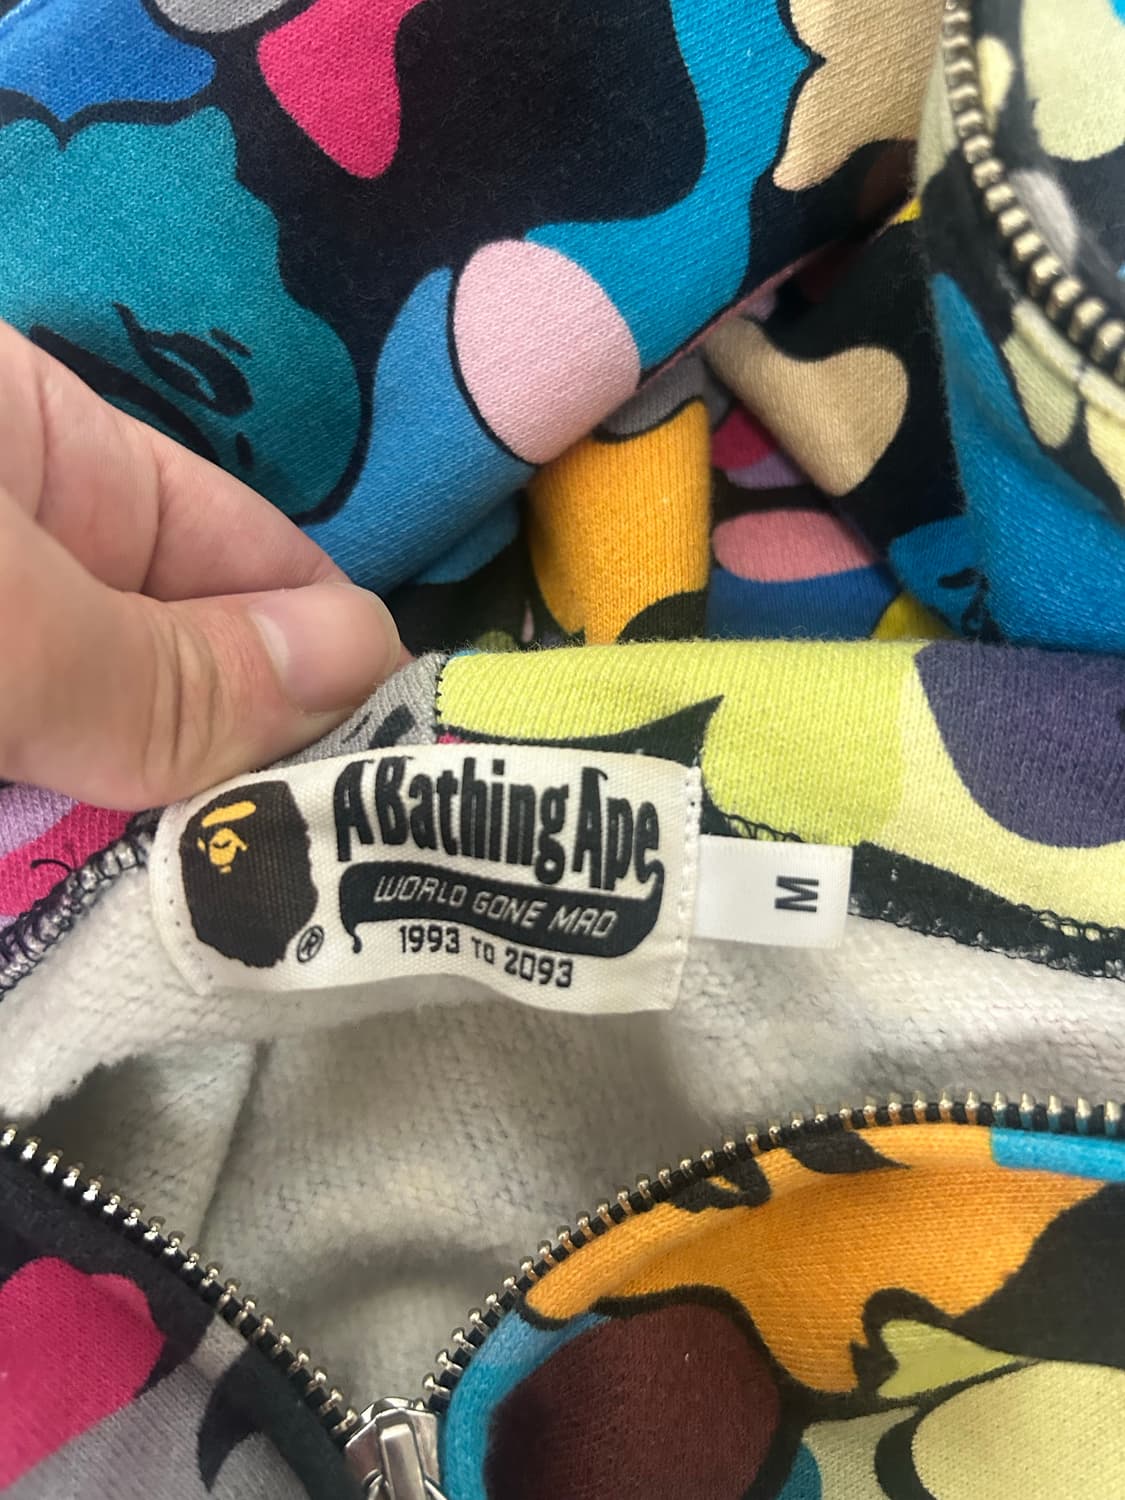 A Bathing Ape
WORLD GONE MAD
®
1993 TO 2093
M